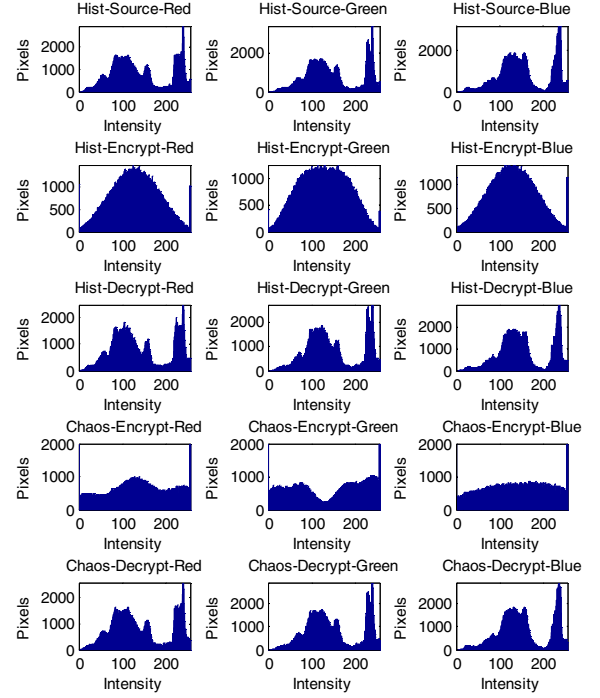 Hist-Source-Red Hist-Source-Green Hist-Source-Blue
Pixels 2000 1000 0 Pixels 3000 2000 1000 0 Pixels 2000 0
0 100 200 0 100 200 0 100 200
Intensity Intensity Intensity
Hist-Encrypt-Red Hist-Encrypt-Green Hist-Encrypt-Blue
Pixels 1000 500 0 Pixels 1000 500 0 Pixels 1000 500 0
0 100 200 0 100 200 0 100 200
Intensity Intensity Intensity
Hist-Decrypt-Red Hist-Decrypt-Green Hist-Decrypt-Blue
Pixels 2000 1000 0 Pixels 2000 1000 0 Pixels 3000 2000 1000 0
0 100 200 0 100 200 0 100 200
Intensity Intensity Intensity
Chaos-Encrypt-Red Chaos-Encrypt-Green Chaos-Encrypt-Blue
Pixels 2000 1000 0 Pixels 2000 1000 0 Pixels 2000 1000 0
0 100 200 0 100 200 0 100 200
Intensity Intensity Intensity
Chaos-Decrypt-Red Chaos-Decrypt-Green Chaos-Decrypt-Blue
Pixels 2000 1000 0 Pixels 2000 1000 0 Pixels 2000 1000 0
0 100 200 0 100 200 0 100 200
Intensity Intensity Intensity